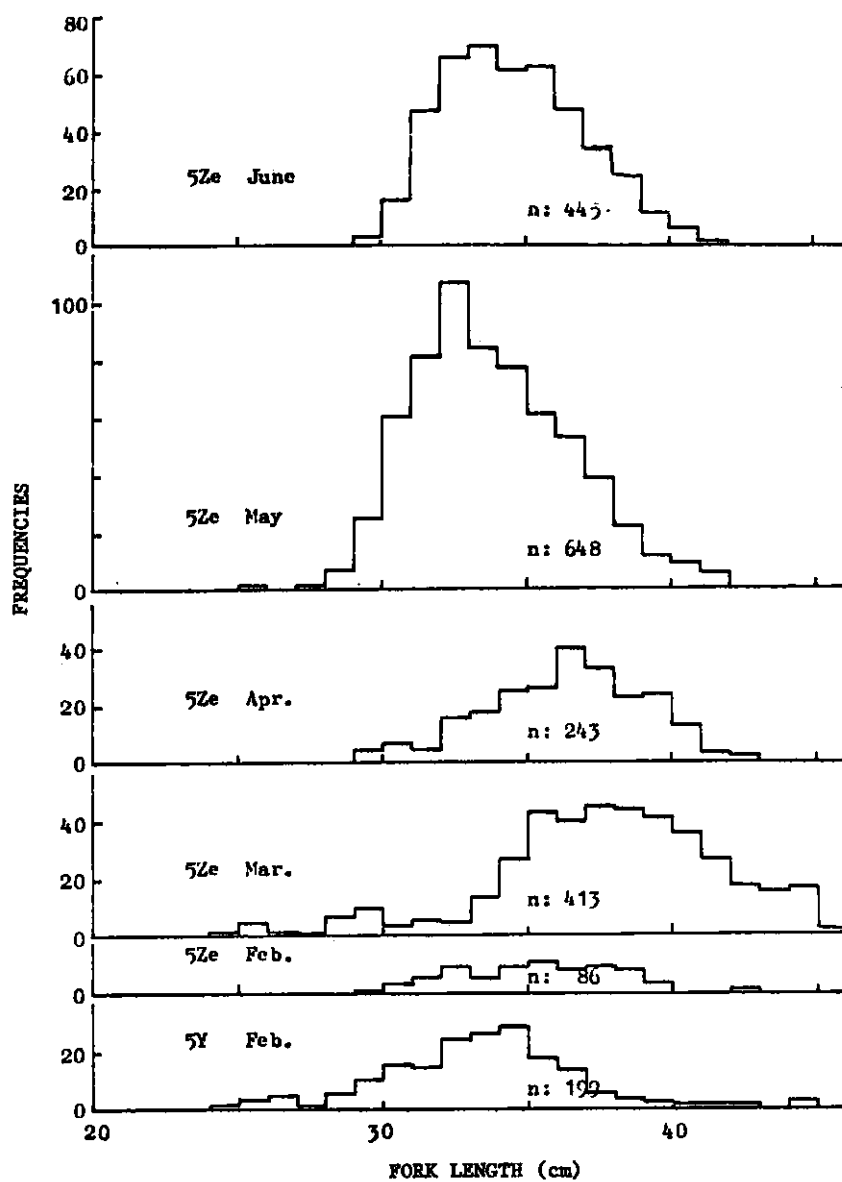 80
60
40
20
0
5Ze June
n: 445
100
0
5Ze May
n: 648
FREQUENCIES
40
20
0
5Ze Apr.
n: 243
40
20
0
5Ze Mar.
n: 413
0
5Ze Feb.
n: 86
20
0
5Y Feb.
n: 199
20
30
40
FORK LENGTH (cm)